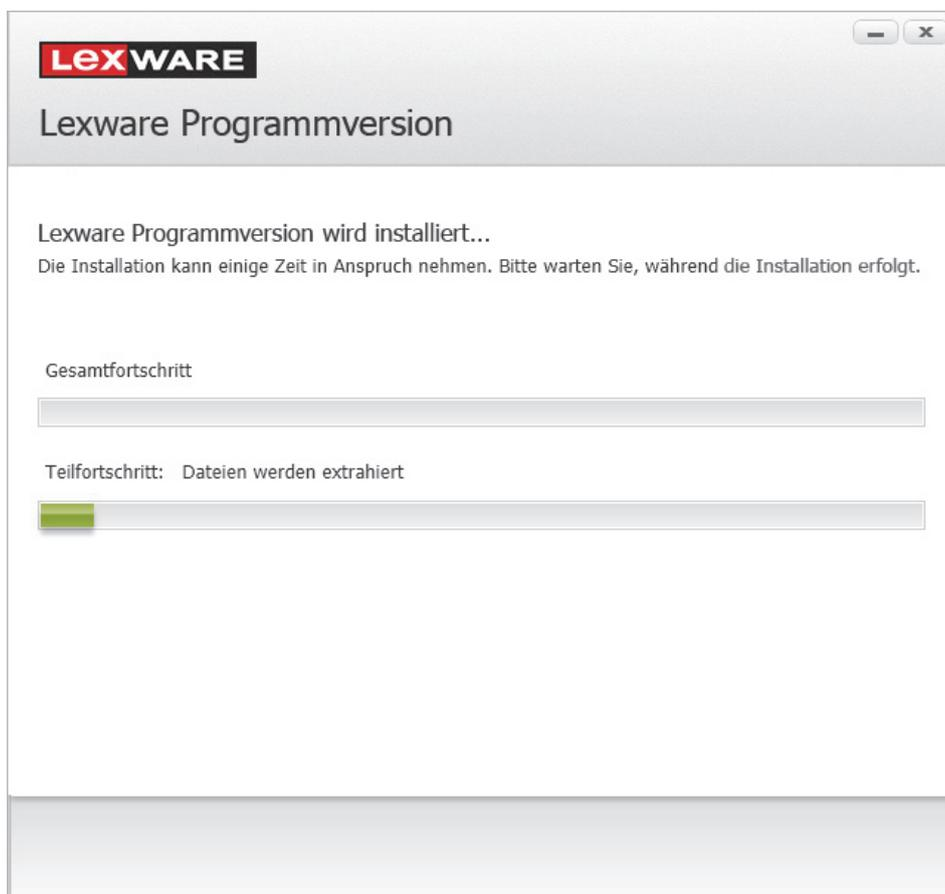 LEXWARE
Lexware Programmversion
Lexware Programmversion wird installiert...
Die Installation kann einige Zeit in Anspruch nehmen. Bitte warten Sie, während die Installation erfolgt.
Gesamtfortschritt
Teilfortschritt: Dateien werden extrahiert